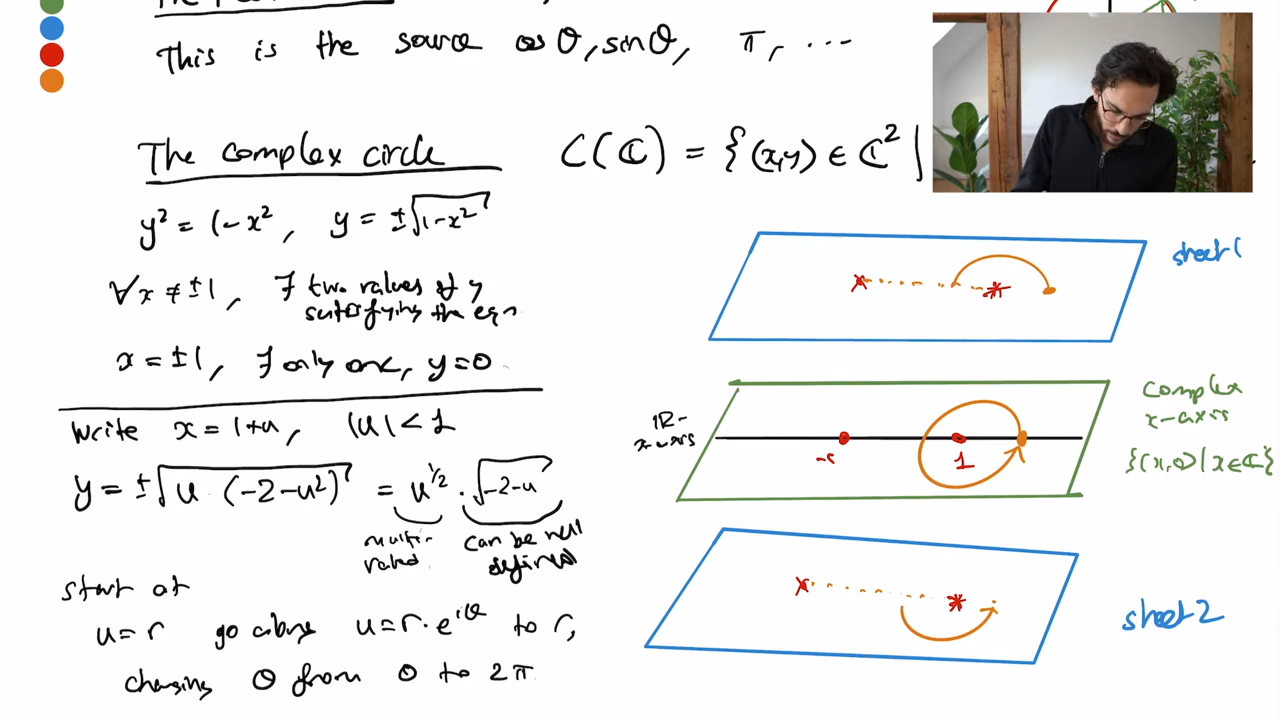 This is the source cos θ, sin θ, π, ...
The complex circle
C(ℂ) = {(x,y) ∈ ℂ² |
y² = 1-x², y = ±√1-x²
∀x ≠ ±1, ∃ two values of y
satisfying the eqn
x = ±1, ∃ only one, y=0
Write x = 1+u, |u| < 1
y = ±√u (-2-u²) = u^1/2 · √-2-u
multi-
valued
can be well
defined
start at
u=r go along u=r·e^iθ to r,
changing θ from 0 to 2π
sheet 1
ℝ-
x-axis
1
complex
x-axis
{(x,0) | x∈ℂ}
sheet 2